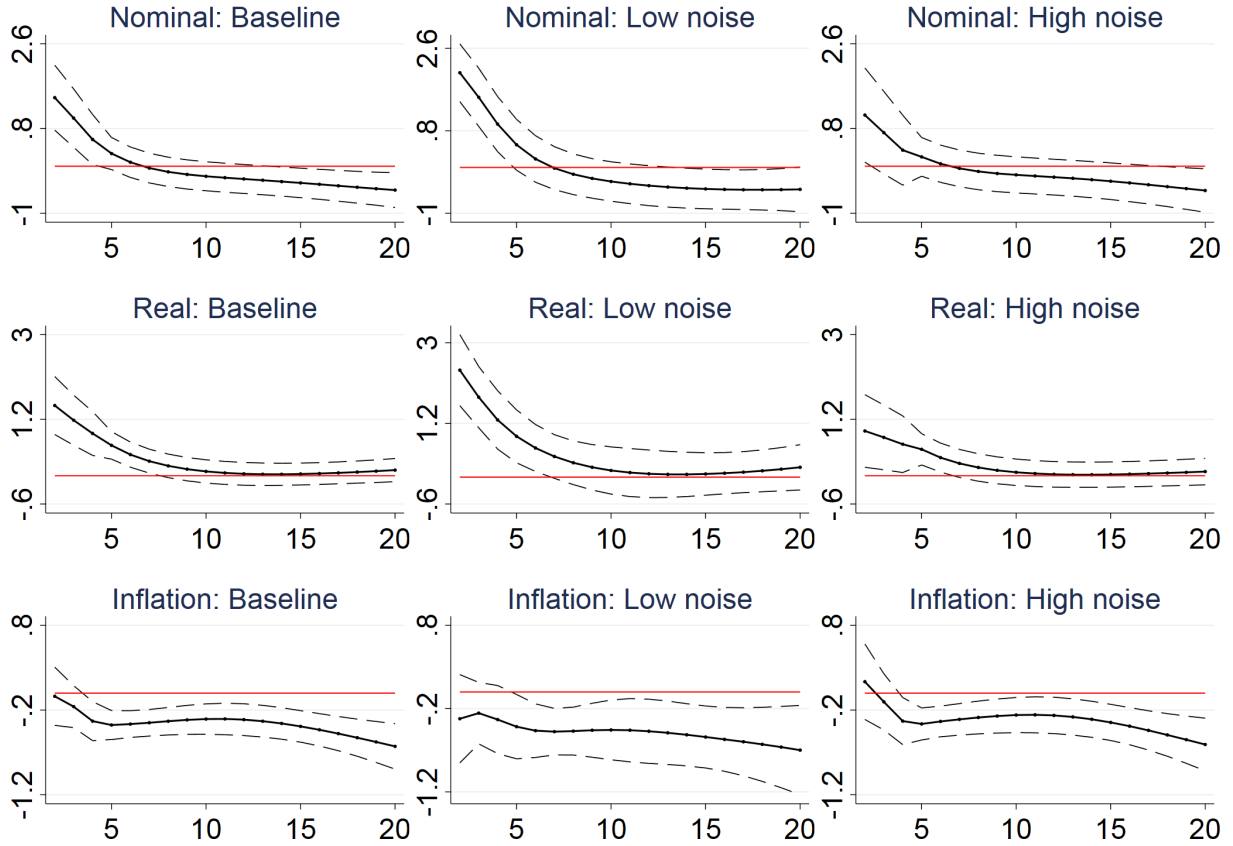 Nominal: Baseline
2.6
.8
-1
5 10 15 20
Nominal: Low noise
2.6
.8
-1
5 10 15 20
Nominal: High noise
2.6
.8
-1
5 10 15 20
Real: Baseline
3
1.2
-.6
5 10 15 20
Real: Low noise
3
1.2
-.6
5 10 15 20
Real: High noise
3
1.2
-.6
5 10 15 20
Inflation: Baseline
.8
-.2
-1.2
5 10 15 20
Inflation: Low noise
.8
-.2
-1.2
5 10 15 20
Inflation: High noise
.8
-.2
-1.2
5 10 15 20